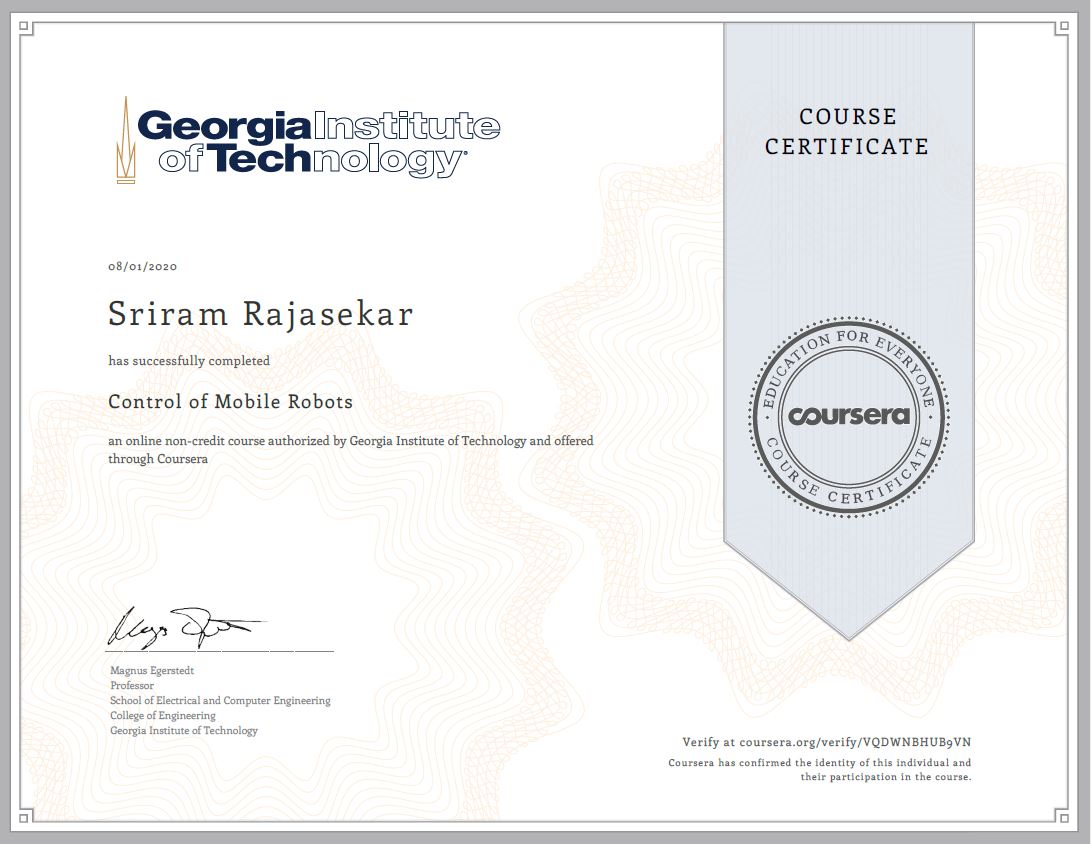 Georgia Institute
of Technology
COURSE
CERTIFICATE
08/01/2020
Sriram Rajasekar
has successfully completed
Control of Mobile Robots
an online non-credit course authorized by Georgia Institute of Technology and offered
through Coursera
EDUCATION FOR EVERYONE
coursera
COURSE CERTIFICATE
Magnus Egerstedt
Professor
School of Electrical and Computer Engineering
College of Engineering
Georgia Institute of Technology
Verify at coursera.org/verify/VQDWNBHUB9VN
Coursera has confirmed the identity of this individual and
their participation in the course.